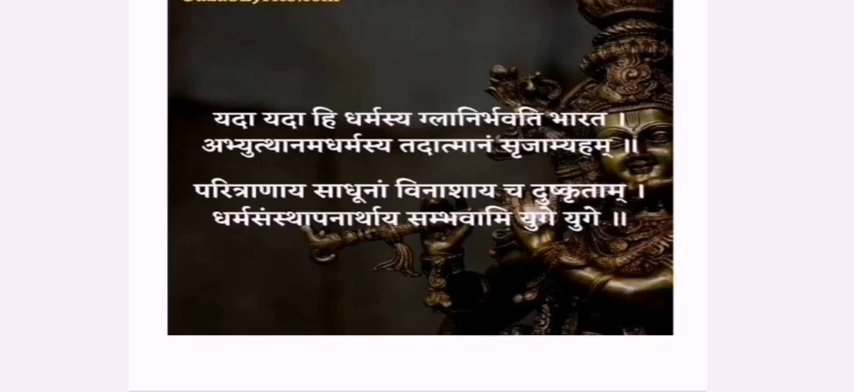 यदा यदा हि धर्मस्य ग्लानिर्भवति भारत ।
अभ्युत्थानमधर्मस्य तदात्मानं सृजाम्यहम् ॥
परित्राणाय साधूनां विनाशाय च दुष्कृताम् ।
धर्मसंस्थापनार्थाय सम्भवामि युगे युगे ॥